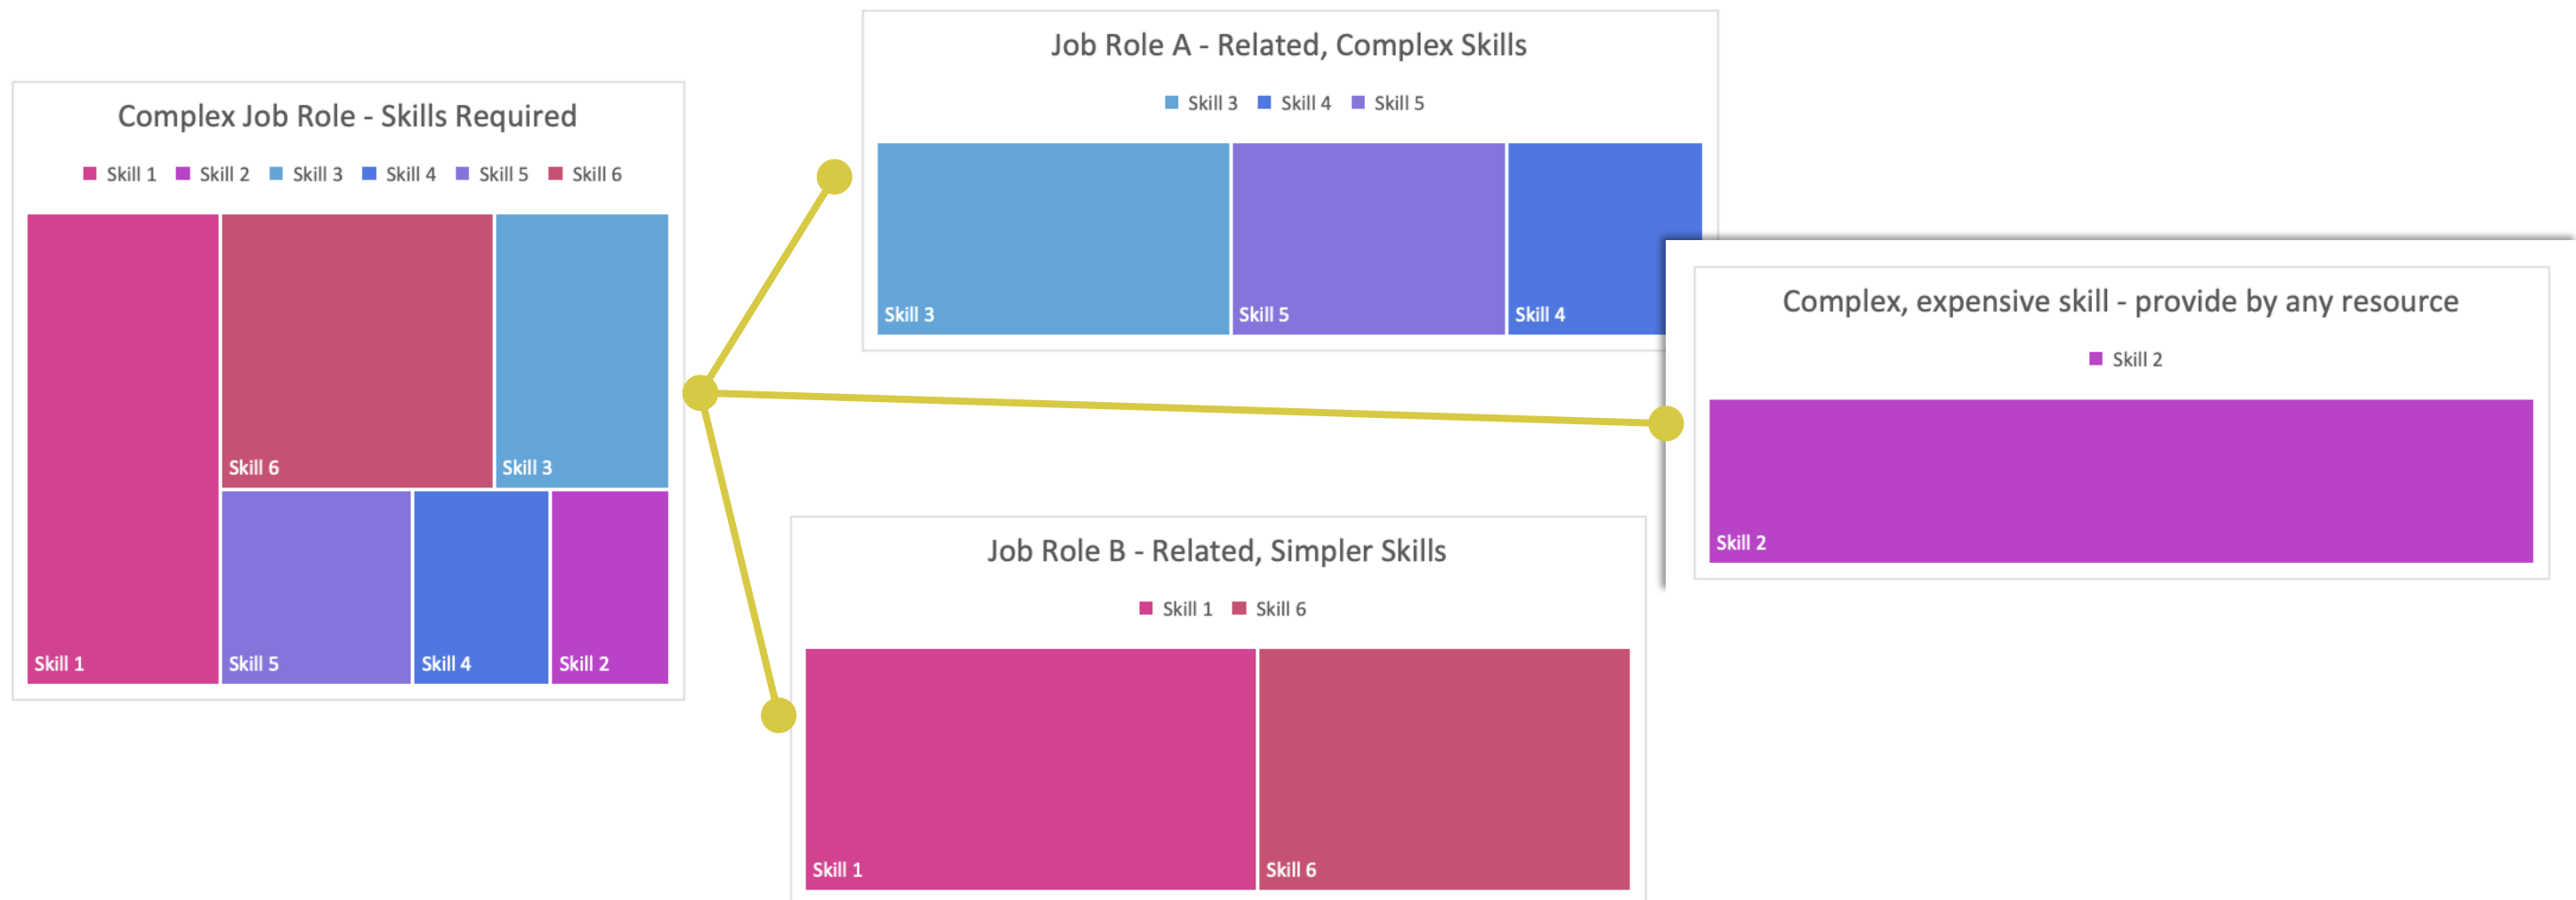 Complex Job Role - Skills Required
Skill 1 Skill 2 Skill 3 Skill 4 Skill 5 Skill 6
Skill 6
Skill 3
Skill 1
Skill 5
Skill 4
Skill 2
Job Role A - Related, Complex Skills
Skill 3 Skill 4 Skill 5
Skill 3
Skill 5
Skill 4
Complex, expensive skill - provide by any resource
Skill 2
Skill 2
Job Role B - Related, Simpler Skills
Skill 1 Skill 6
Skill 1
Skill 6